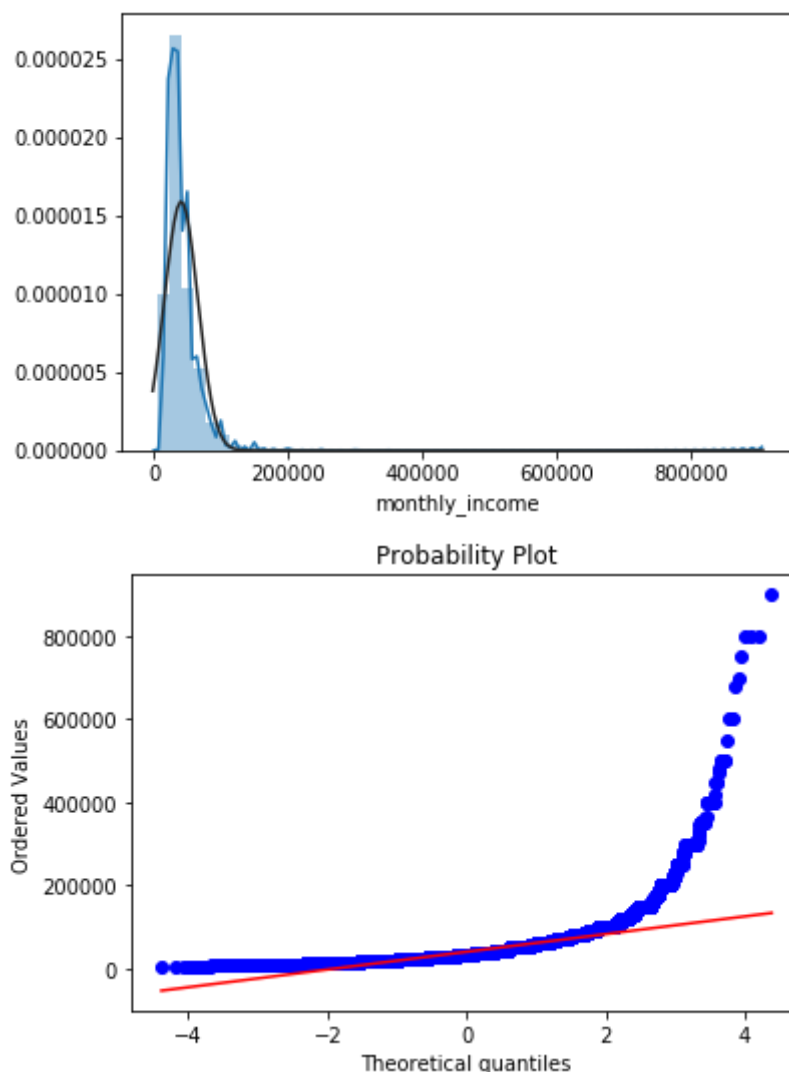 0.000025
0.000020
0.000015
0.000010
0.000005
0.000000
0 200000 400000 600000 800000
monthly_income
Probability Plot
800000
600000
400000
200000
0
Ordered Values
−4 −2 0 2 4
Theoretical quantiles